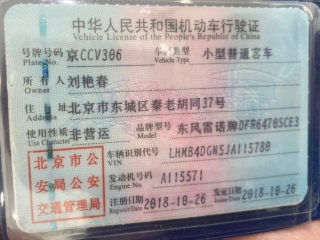 中华人民共和国机动车行驶证
Vehicle License of the People's Republic of China
号牌号码 京CCV306 车辆类型 小型普通客车
Plate No. Vehicle Type
所有人 刘艳春
Owner
住址 北京市东城区秦老胡同37号
Address
使用性质 非营运 品牌型号 东风雷诺牌DFR6470SCE3
Use Character Model
北京市公
安局公安
交通管理局
车辆识别代号 LHMB4DGN5JA115780
VIN
发动机号码 A115571
Engine No.
注册日期 2018-10-26 发证日期 2018-10-26
Register Date Issue Date